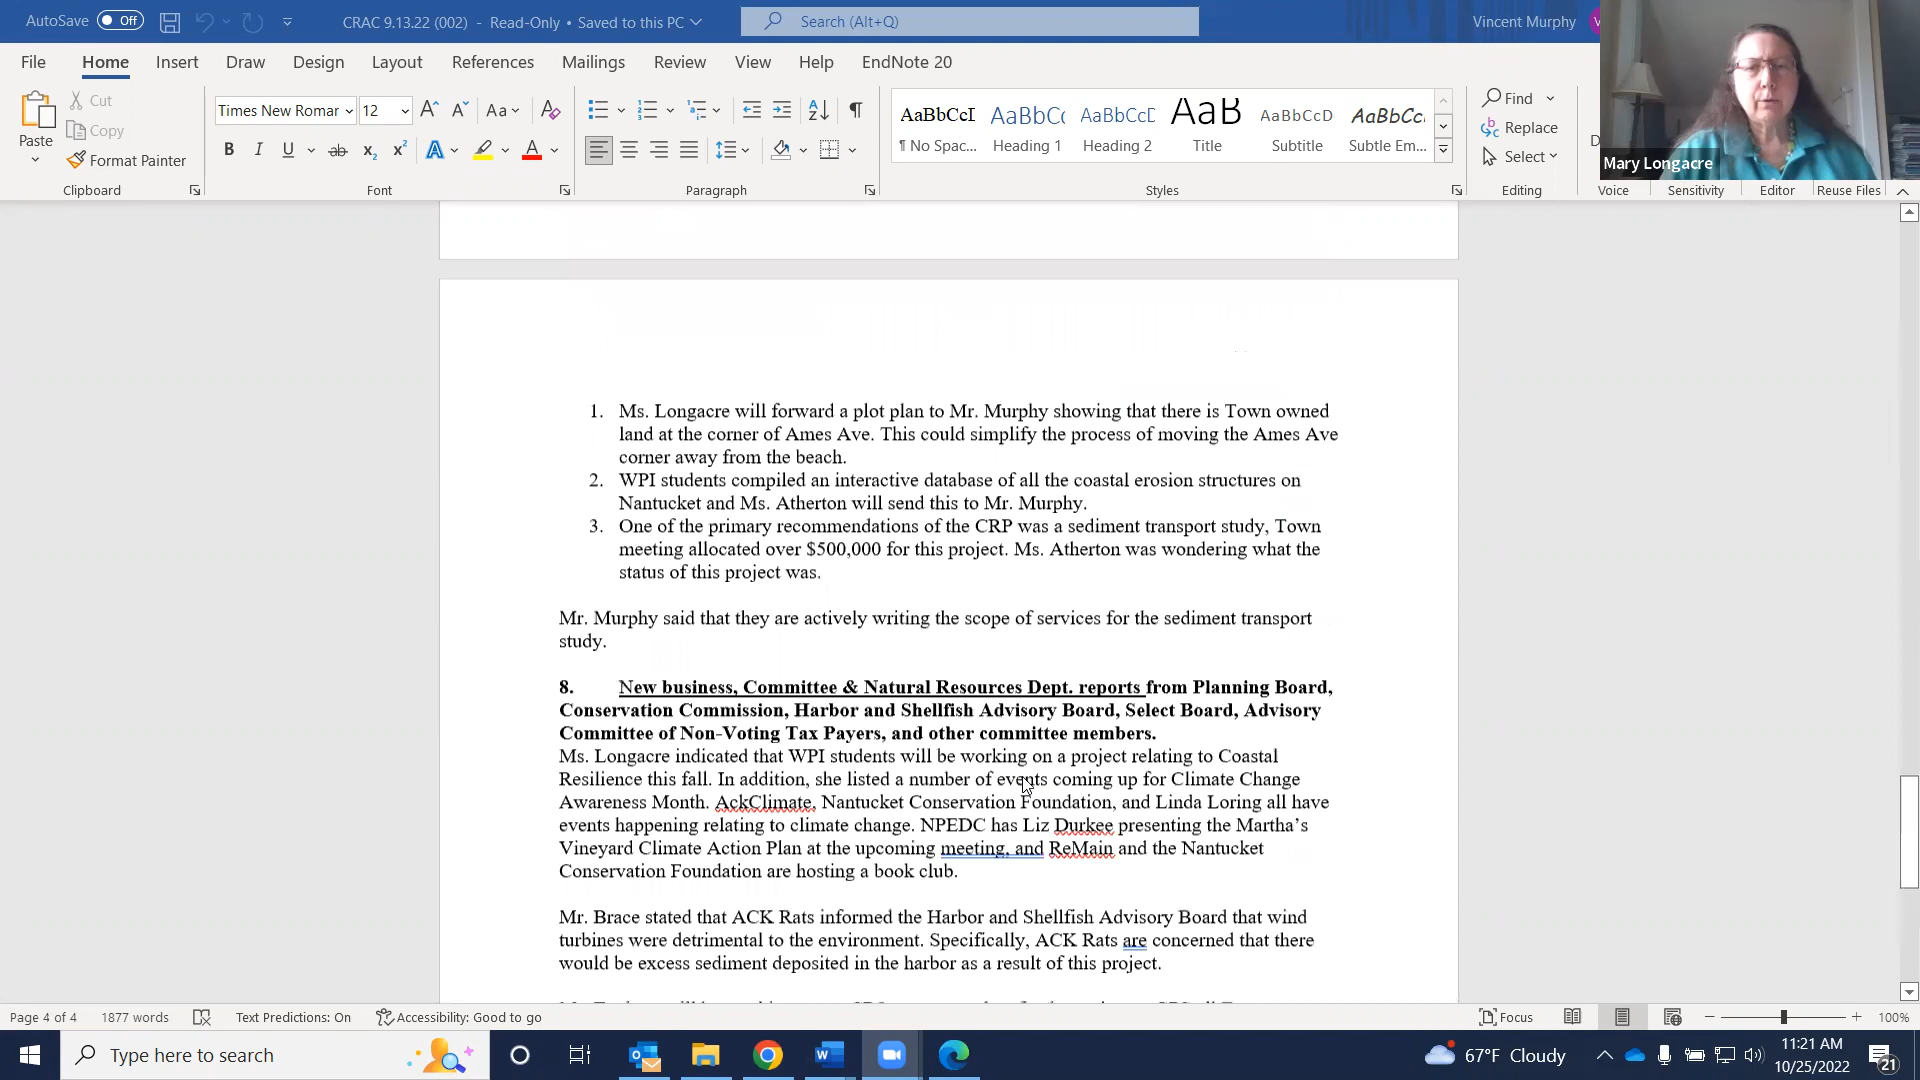 AutoSave Off CRAC 9.13.22 (002) - Read-Only • Saved to this PC Search (Alt+Q) Vincent Murphy
File Home Insert Draw Design Layout References Mailings Review View Help EndNote 20
Paste Cut Copy Format Painter
Clipboard
Times New Roman 12
Font
Paragraph
AaBbCcI AaBbC AaBbCcD AaB AaBbCcD AaBbCc
¶ No Spac... Heading 1 Heading 2 Title Subtitle Subtle Em...
Styles
Find
Replace
Select
Editing
Voice Sensitivity Editor Reuse Files
Mary Longacre
1. Ms. Longacre will forward a plot plan to Mr. Murphy showing that there is Town owned
land at the corner of Ames Ave. This could simplify the process of moving the Ames Ave
corner away from the beach.
2. WPI students compiled an interactive database of all the coastal erosion structures on
Nantucket and Ms. Atherton will send this to Mr. Murphy.
3. One of the primary recommendations of the CRP was a sediment transport study, Town
meeting allocated over $500,000 for this project. Ms. Atherton was wondering what the
status of this project was.
Mr. Murphy said that they are actively writing the scope of services for the sediment transport
study.
8. New business, Committee & Natural Resources Dept. reports from Planning Board,
Conservation Commission, Harbor and Shellfish Advisory Board, Select Board, Advisory
Committee of Non-Voting Tax Payers, and other committee members.
Ms. Longacre indicated that WPI students will be working on a project relating to Coastal
Resilience this fall. In addition, she listed a number of events coming up for Climate Change
Awareness Month. AckClimate, Nantucket Conservation Foundation, and Linda Loring all have
events happening relating to climate change. NPEDC has Liz Durkee presenting the Martha’s
Vineyard Climate Action Plan at the upcoming meeting, and ReMain and the Nantucket
Conservation Foundation are hosting a book club.
Mr. Brace stated that ACK Rats informed the Harbor and Shellfish Advisory Board that wind
turbines were detrimental to the environment. Specifically, ACK Rats are concerned that there
would be excess sediment deposited in the harbor as a result of this project.
Page 4 of 4 1877 words Text Predictions: On Accessibility: Good to go Focus 100%
Type here to search 67°F Cloudy 11:21 AM
10/25/2022 21